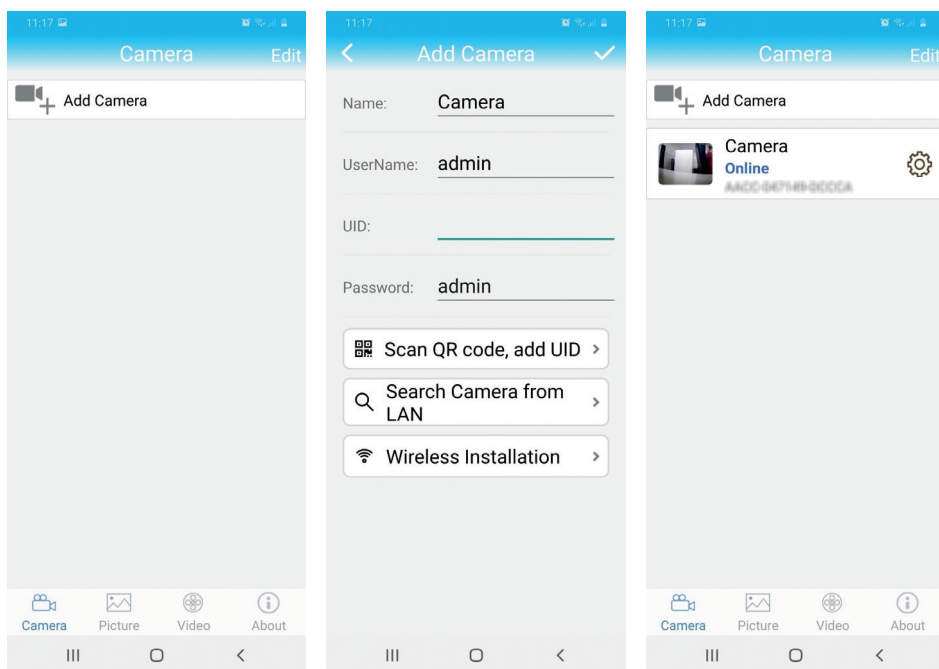 11:17
Camera
Edit
Add Camera
Camera
Picture
Video
About
11:17
Add Camera
Name:
Camera
UserName:
admin
UID:
Password:
admin
Scan QR code, add UID
Search Camera from
LAN
Wireless Installation
11:17
Camera
Edit
Add Camera
Camera
Online
Camera
Picture
Video
About